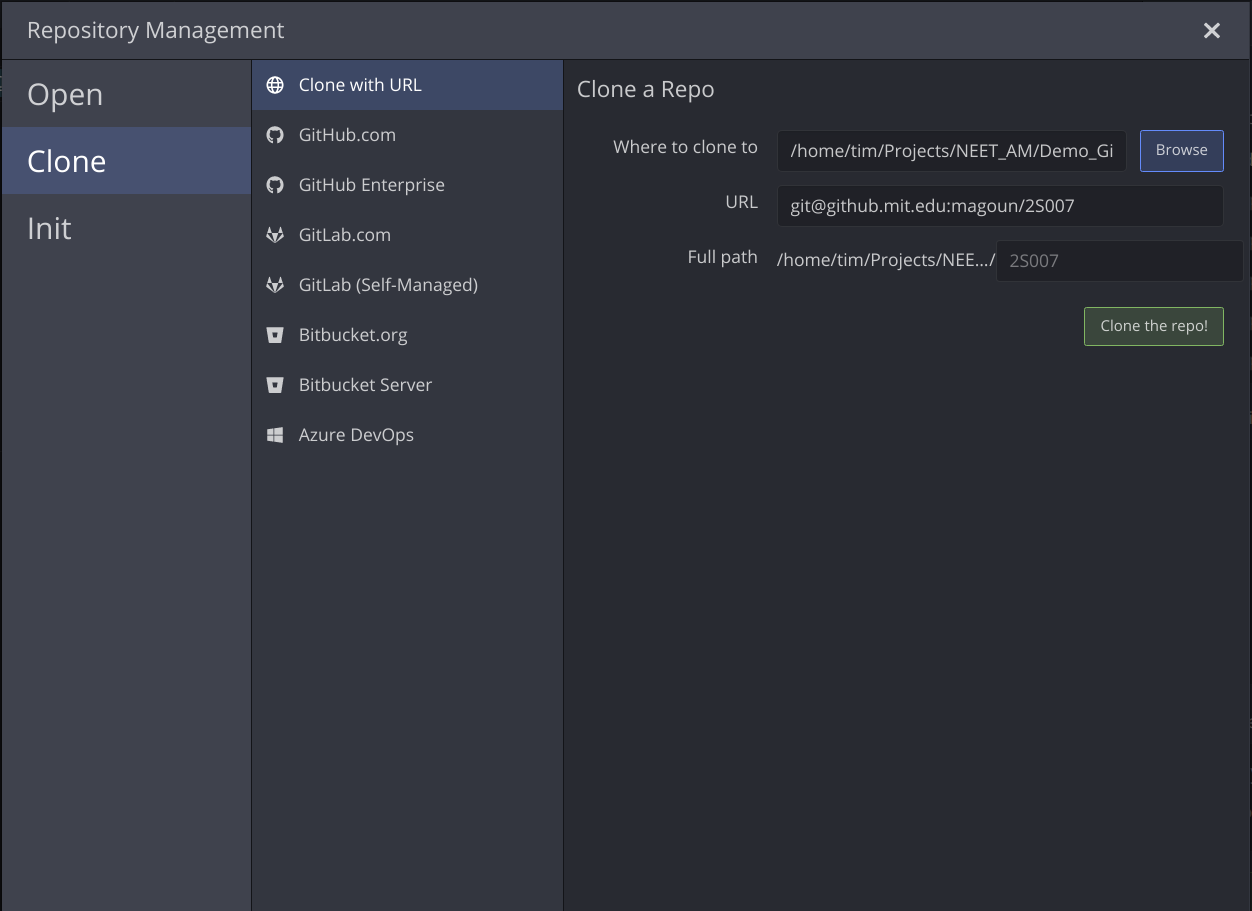 Repository Management
Open
Clone
Init
Clone with URL
GitHub.com
GitHub Enterprise
GitLab.com
GitLab (Self-Managed)
Bitbucket.org
Bitbucket Server
Azure DevOps
Clone a Repo
Where to clone to /home/tim/Projects/NEET_AM/Demo_Gi Browse
URL git@github.mit.edu:magoun/2S007
Full path /home/tim/Projects/NEE.../ 2S007
Clone the repo!